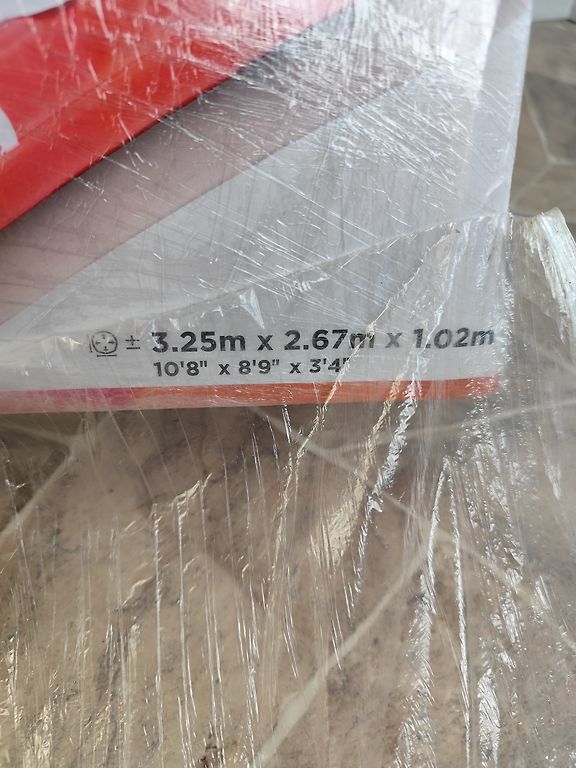 ± 3.25m x 2.67m x 1.02m
10'8" x 8'9" x 3'4"